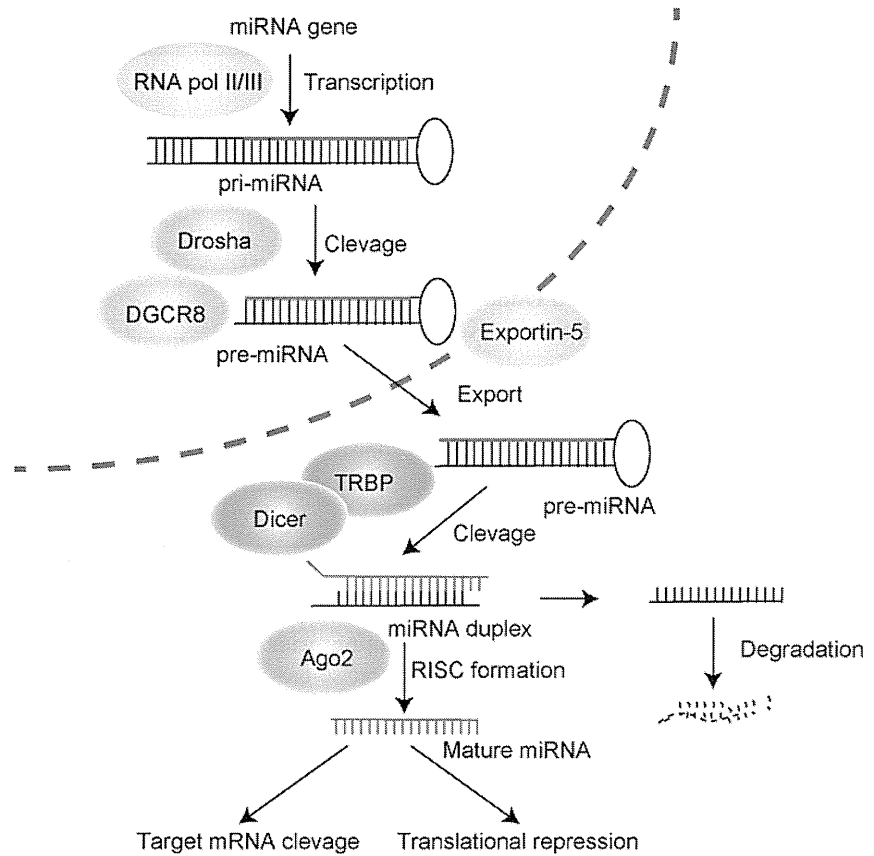 miRNA gene
RNA pol II/III
Transcription
pri-miRNA
Drosha
Clevage
DGCR8
pre-miRNA
Exportin-5
Export
TRBP
pre-miRNA
Dicer
Clevage
miRNA duplex
Ago2
RISC formation
Degradation
Mature miRNA
Target mRNA clevage
Translational repression